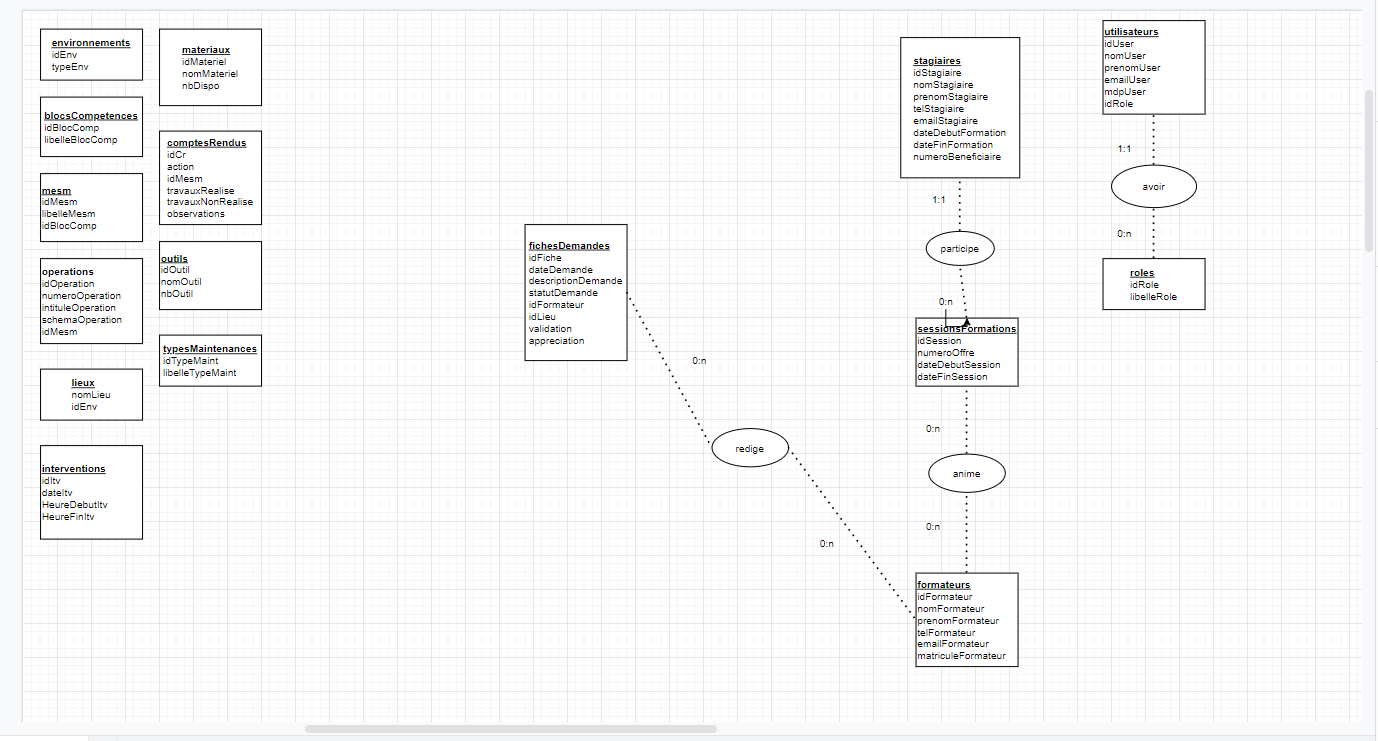 environnements
idEnv
typeEnv
blocsCompetences
idBlocComp
libelleBlocComp
mesm
idMesm
libelleMesm
idBlocComp
operations
idOperation
numeroOperation
intituleOperation
schemaOperation
idMesm
lieux
nomLieu
idEnv
interventions
idItv
dateItv
HeureDebutItv
HeureFinItv
materiaux
idMateriel
nomMateriel
nbDispo
comptesRendus
idCr
action
idMesm
travauxRealise
travauxNonRealise
observations
outils
idOutil
nomOutil
nbOutil
typesMaintenances
idTypeMaint
libelleTypeMaint
fichesDemandes
idFiche
dateDemande
descriptionDemande
statutDemande
idFormateur
idLieu
validation
appreciation
0:n
redige
0:n
stagiaires
idStagiaire
nomStagiaire
prenomStagiaire
telStagiaire
emailStagiaire
dateDebutFormation
dateFinFormation
numeroBeneficiaire
1:1
participe
0:n
sessionsFormations
idSession
numeroOffre
dateDebutSession
dateFinSession
0:n
anime
0:n
formateurs
idFormateur
nomFormateur
prenomFormateur
telFormateur
emailFormateur
matriculeFormateur
utilisateurs
idUser
nomUser
prenomUser
emailUser
mdpUser
idRole
1:1
avoir
0:n
roles
idRole
libelleRole